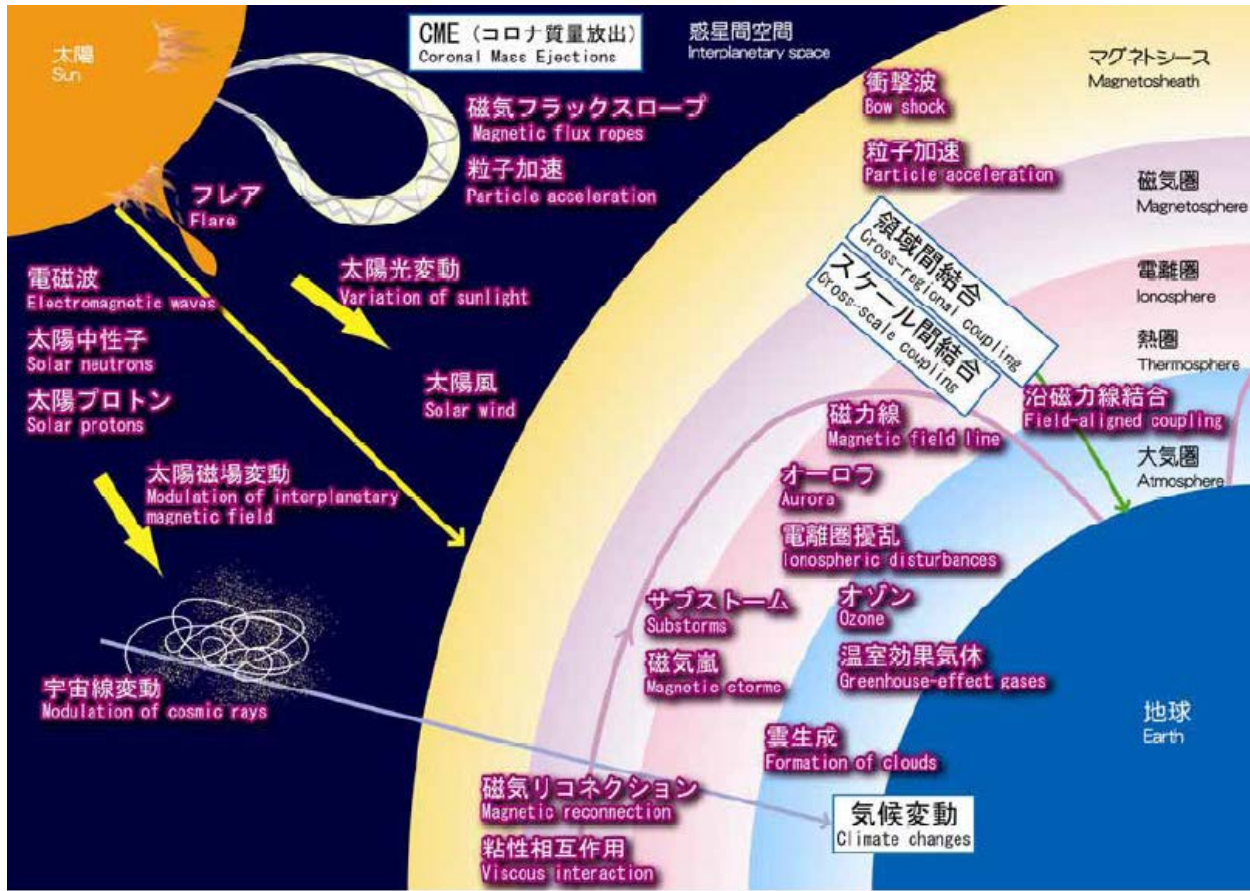 太陽
Sun
CME (コロナ質量放出)
Coronal Mass Ejections
惑星間空間
Interplanetary space
マグネトシース
Magnetosheath
衝撃波
Bow shock
磁気フラックスロープ
Magnetic flux ropes
粒子加速
Particle acceleration
粒子加速
Particle acceleration
磁気圏
Magnetosphere
フレア
Flare
領域間結合
Cross-regional coupling
スケール間結合
Cross-scale coupling
電離圏
Ionosphere
電磁波
Electromagnetic waves
太陽光変動
Variation of sunlight
太陽中性子
Solar neutrons
熱圏
Thermosphere
太陽プロトン
Solar protons
太陽風
Solar wind
沿磁力線結合
Field-aligned coupling
磁力線
Magnetic field line
大気圏
Atmosphere
太陽磁場変動
Modulation of interplanetary
magnetic field
オーロラ
Aurora
電離圏擾乱
Ionospheric disturbances
サブストーム
Substorms
オゾン
Ozone
磁気嵐
Magnetic storms
温室効果気体
Greenhouse-effect gases
宇宙線変動
Modulation of cosmic rays
地球
Earth
雲生成
Formation of clouds
磁気リコネクション
Magnetic reconnection
気候変動
Climate changes
粘性相互作用
Viscous interaction